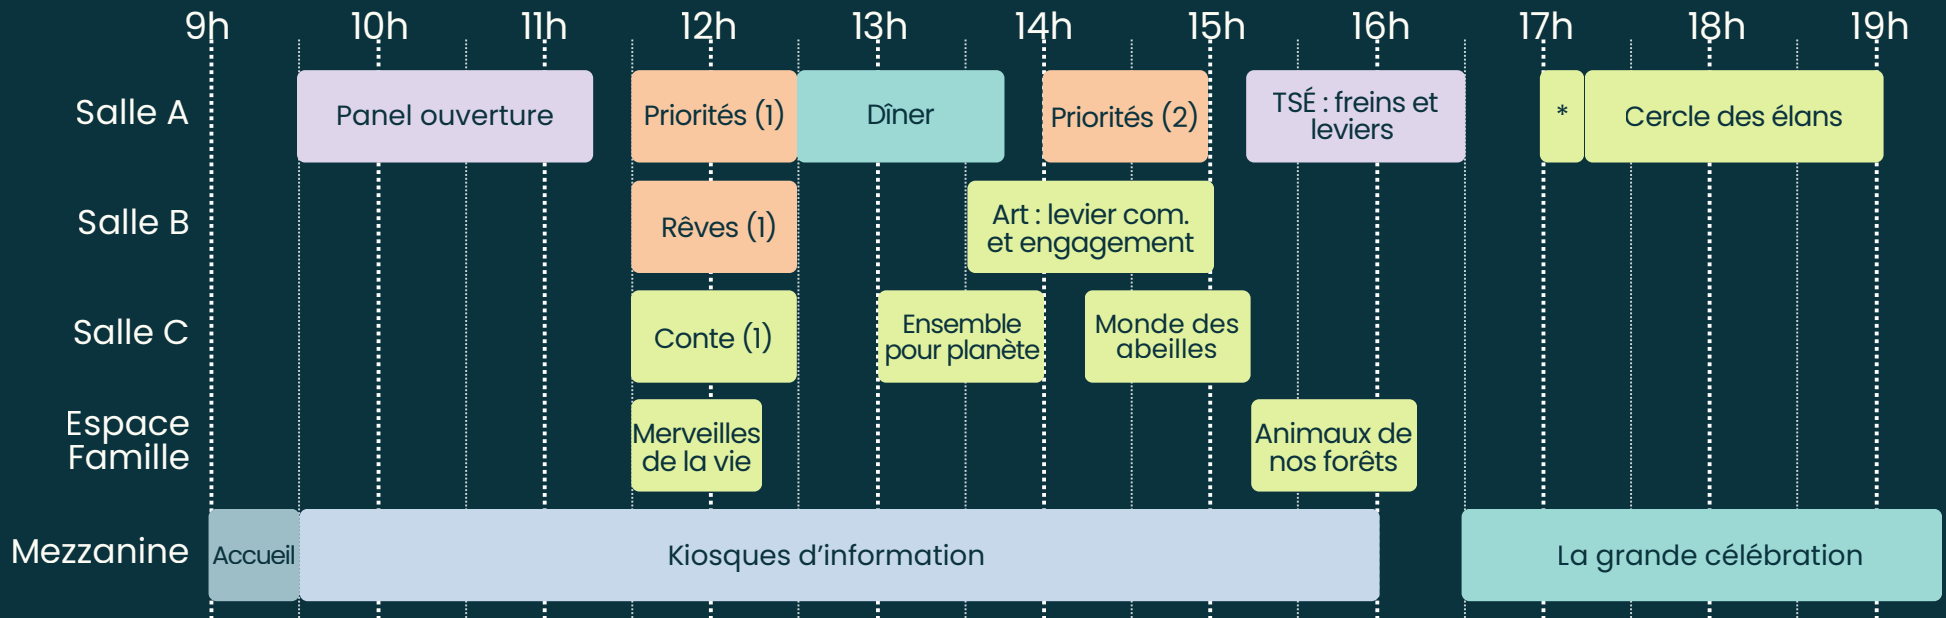 9h 10h 11h 12h 13h 14h 15h 16h 17h 18h 19h
Salle A
Panel ouverture
Priorités (1)
Dîner
Priorités (2)
TSÉ : freins et
leviers
*
Cercle des élans
Salle B
Rêves (1)
Art : levier com.
et engagement
Salle C
Conte (1)
Ensemble
pour planète
Monde des
abeilles
Espace
Famille
Merveilles
de la vie
Animaux de
nos forêts
Mezzanine
Accueil
Kiosques d’information
La grande célébration